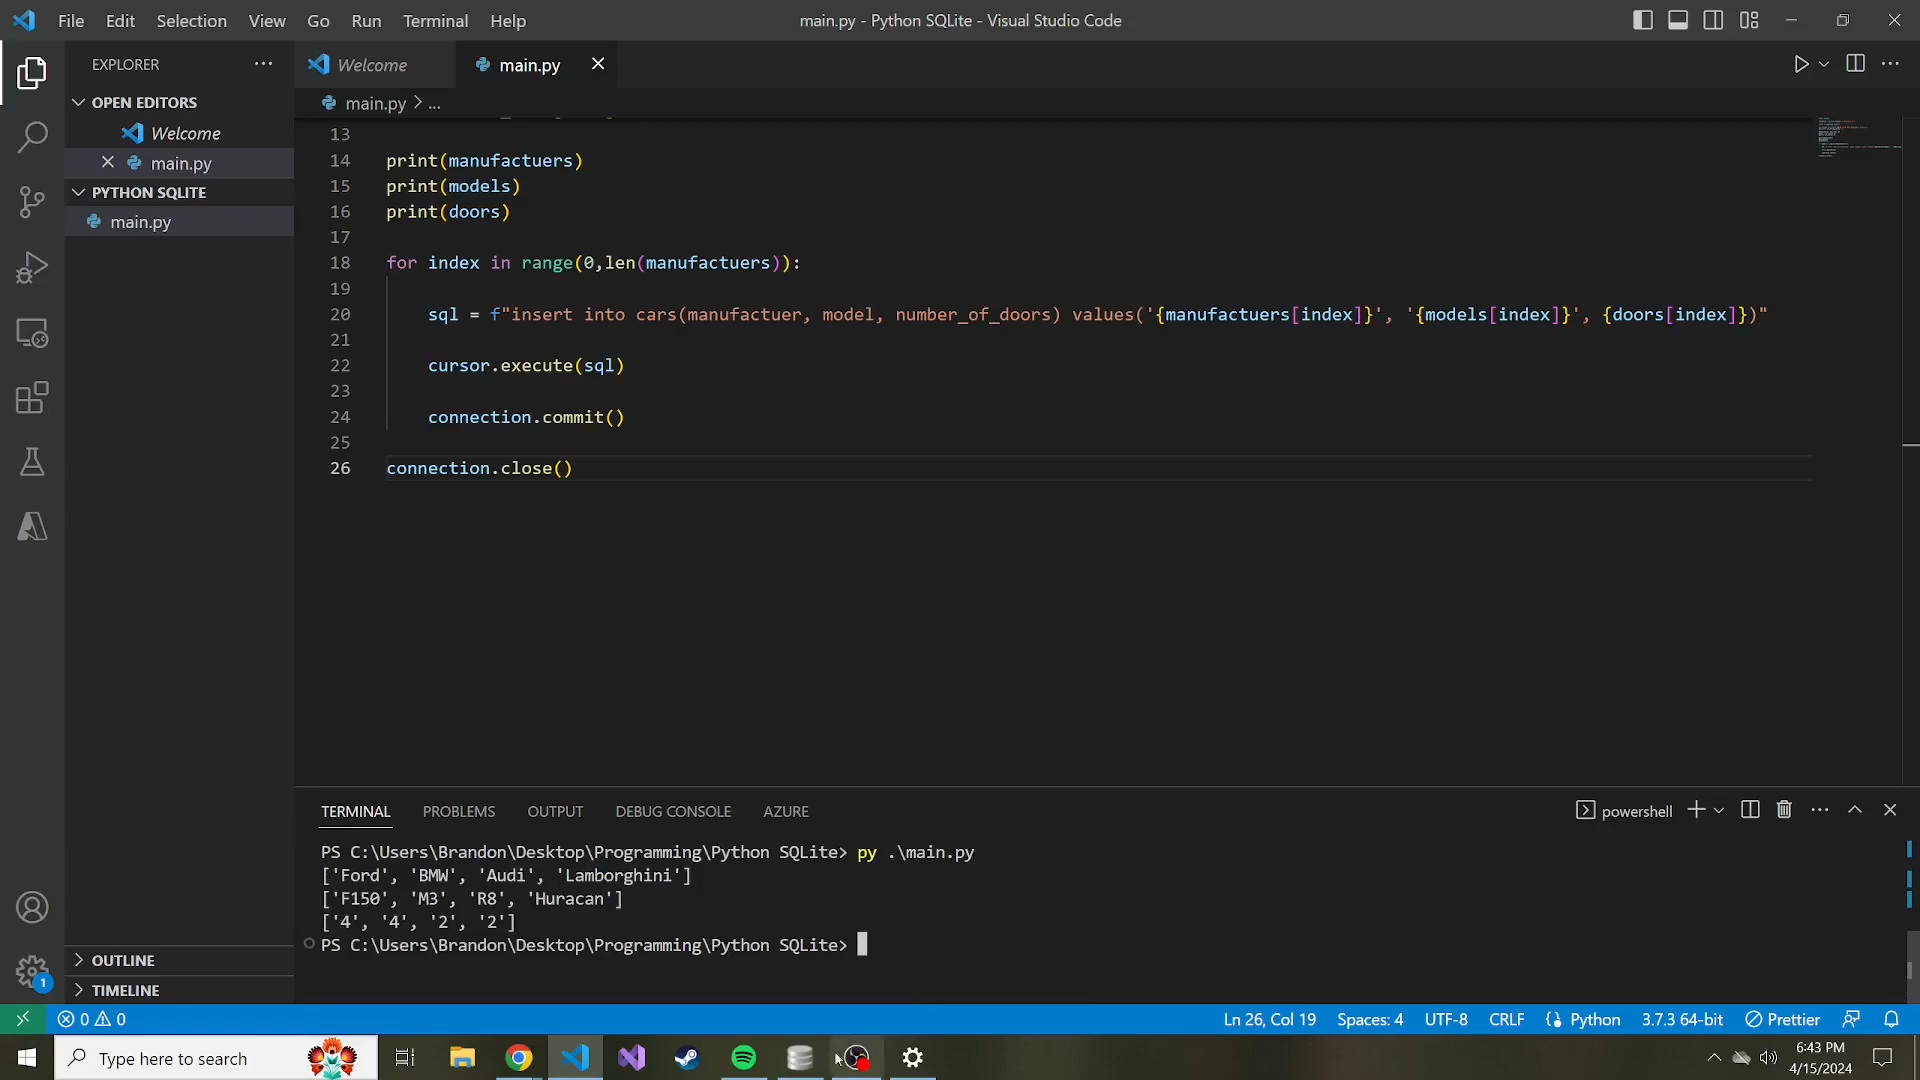 File Edit Selection View Go Run Terminal Help
main.py - Python SQLite - Visual Studio Code
EXPLORER
Welcome
main.py
OPEN EDITORS
main.py > ...
Welcome
main.py
PYTHON SQLITE
main.py
13
14 print(manufactuers)
15 print(models)
16 print(doors)
17
18 for index in range(0,len(manufactuers)):
19
20 sql = f"insert into cars(manufactuer, model, number_of_doors) values('{manufactuers[index]}', '{models[index]}', {doors[index]})"
21
22 cursor.execute(sql)
23
24 connection.commit()
25
26 connection.close()
TERMINAL PROBLEMS OUTPUT DEBUG CONSOLE AZURE
powershell
PS C:\Users\Brandon\Desktop\Programming\Python SQLite> py .\main.py
['Ford', 'BMW', 'Audi', 'Lamborghini']
['F150', 'M3', 'R8', 'Huracan']
['4', '4', '2', '2']
PS C:\Users\Brandon\Desktop\Programming\Python SQLite>
OUTLINE
1
TIMELINE
0 0
Ln 26, Col 19 Spaces: 4 UTF-8 CRLF Python 3.7.3 64-bit Prettier
Type here to search
6:43 PM
4/15/2024